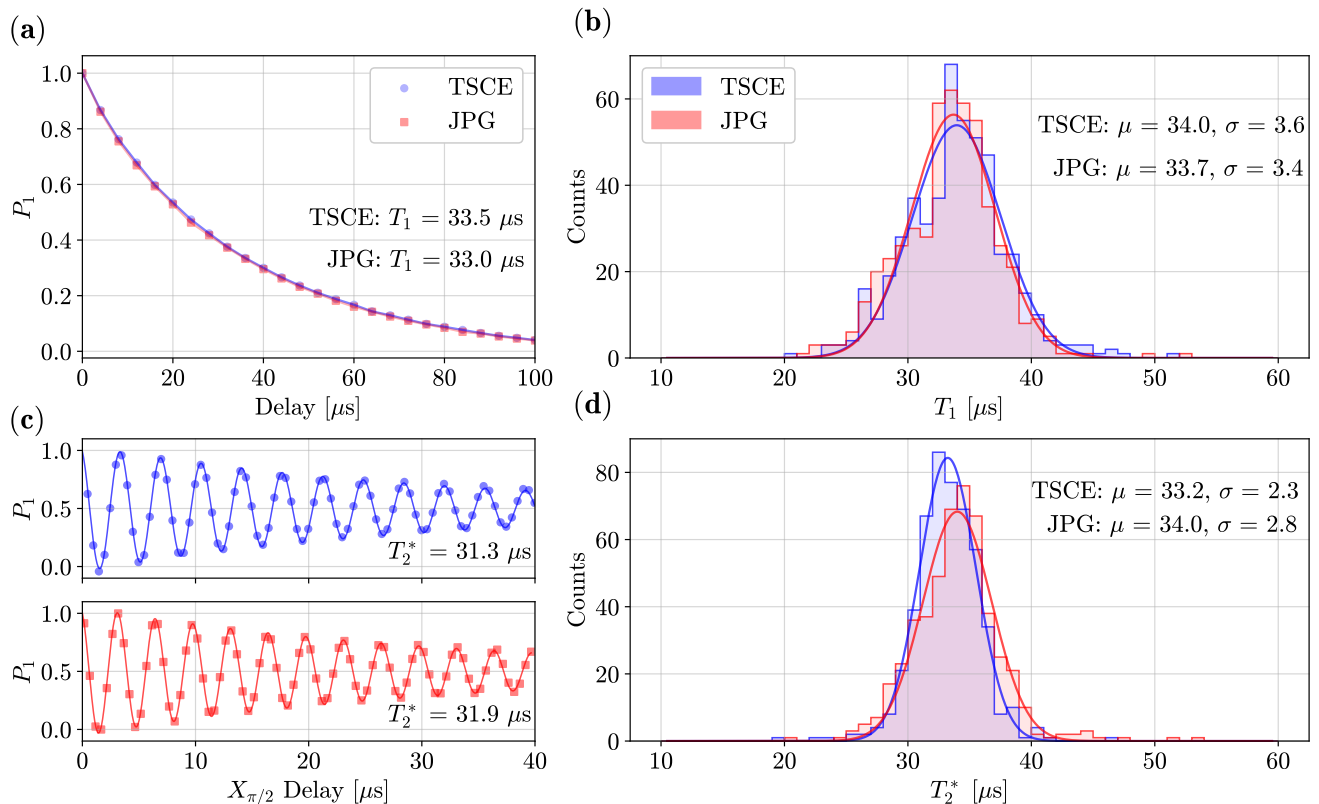 (a)
1.0
0.8
0.6
0.4
0.2
0.0
P₁
TSCE
JPG
TSCE: T₁ = 33.5 μs
JPG: T₁ = 33.0 μs
0 20 40 60 80 100
Delay [μs]
(b)
60
40
20
0
Counts
TSCE
JPG
TSCE: μ = 34.0, σ = 3.6
JPG: μ = 33.7, σ = 3.4
10 20 30 40 50 60
T₁ [μs]
(c)
1.0
0.5
0.0
P₁
T₂* = 31.3 μs
1.0
0.5
0.0
P₁
T₂* = 31.9 μs
0 10 20 30 40
X_{π/2} Delay [μs]
(d)
80
60
40
20
0
Counts
TSCE: μ = 33.2, σ = 2.3
JPG: μ = 34.0, σ = 2.8
10 20 30 40 50 60
T₂* [μs]